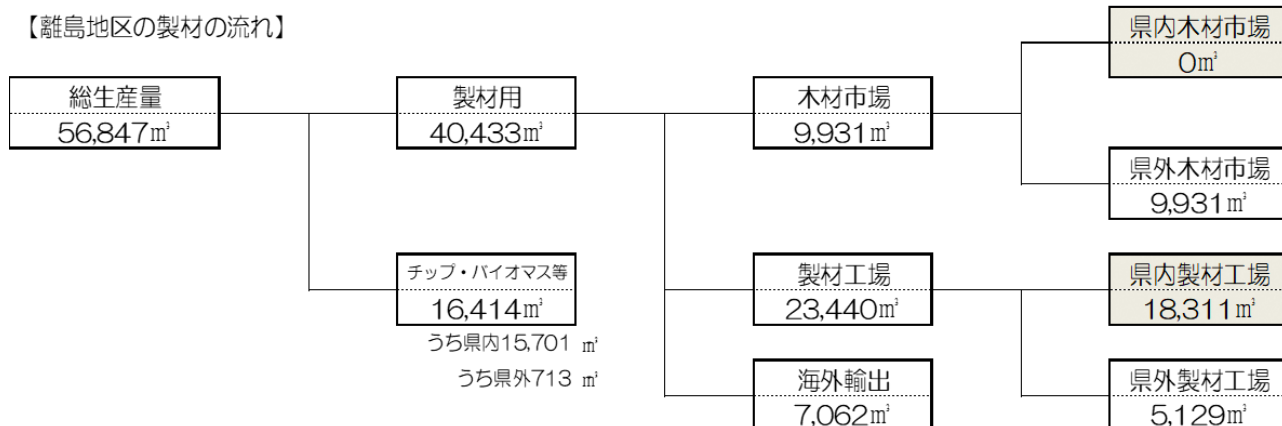 【離島地区の製材の流れ】
県内木材市場
0㎥
総生産量
56,847㎥
製材用
40,433㎥
木材市場
9,931㎥
県外木材市場
9,931㎥
チップ・バイオマス等
16,414㎥
うち県内15,701 ㎥
うち県外713 ㎥
製材工場
23,440㎥
県内製材工場
18,311㎥
海外輸出
7,062㎥
県外製材工場
5,129㎥